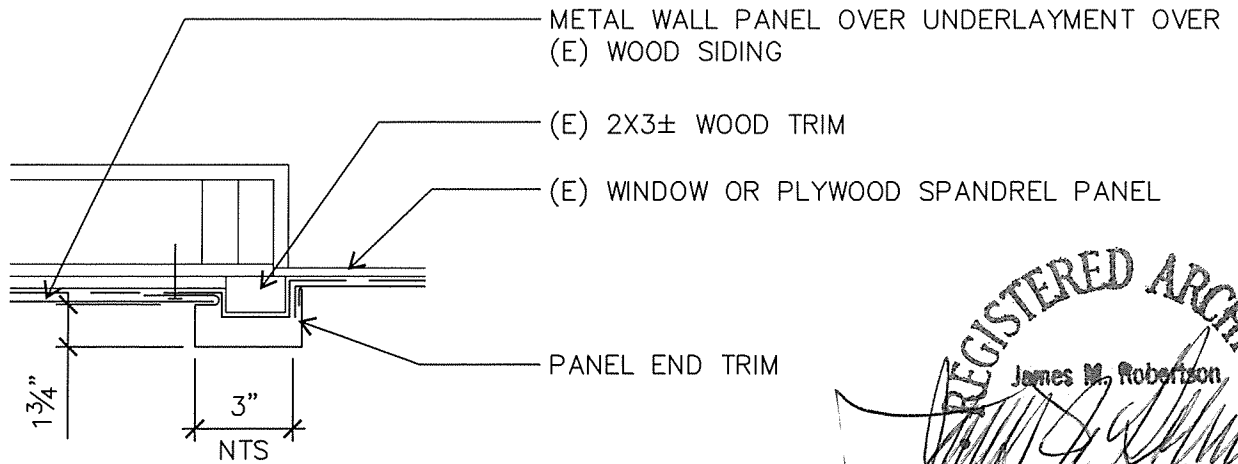 METAL WALL PANEL OVER UNDERLAYMENT OVER
(E) WOOD SIDING
(E) 2X3± WOOD TRIM
(E) WINDOW OR PLYWOOD SPANDREL PANEL
PANEL END TRIM
1¾"
3"
NTS
REGISTERED
James M. Robertson